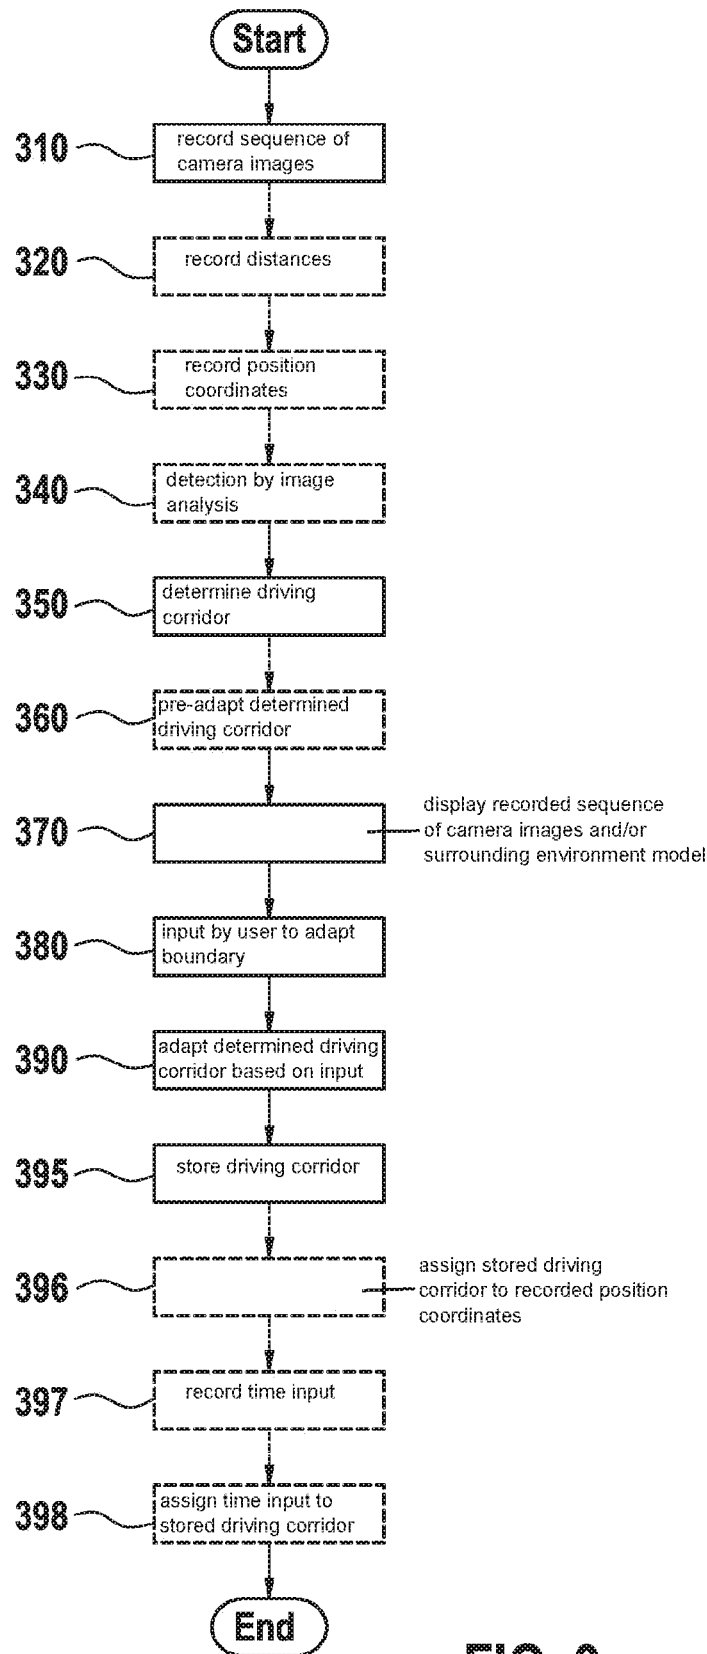 Start
310
record sequence of
camera images
320
record distances
330
record position
coordinates
340
detection by image
analysis
350
determine driving
corridor
360
pre-adapt determined
driving corridor
370
display recorded sequence
of camera images and/or
surrounding environment model
380
input by user to adapt
boundary
390
adapt determined driving
corridor based on input
395
store driving corridor
396
assign stored driving
corridor to recorded position
coordinates
397
record time input
398
assign time input to
stored driving corridor
End